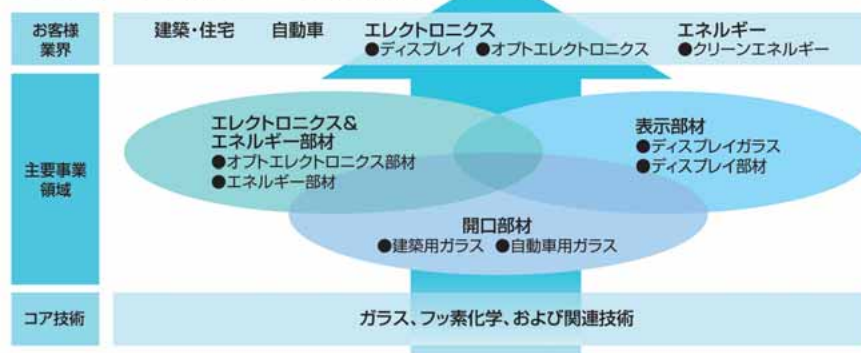 お客様
業界
建築・住宅 自動車 エレクトロニクス エネルギー
●ディスプレイ ●オプトエレクトロニクス ●クリーンエネルギー
主要事業
領域
エレクトロニクス&
エネルギー部材
●オプトエレクトロニクス部材
●エネルギー部材
表示部材
●ディスプレイガラス
●ディスプレイ部材
開口部材
●建築用ガラス ●自動車用ガラス
コア技術
ガラス、フッ素化学、および関連技術